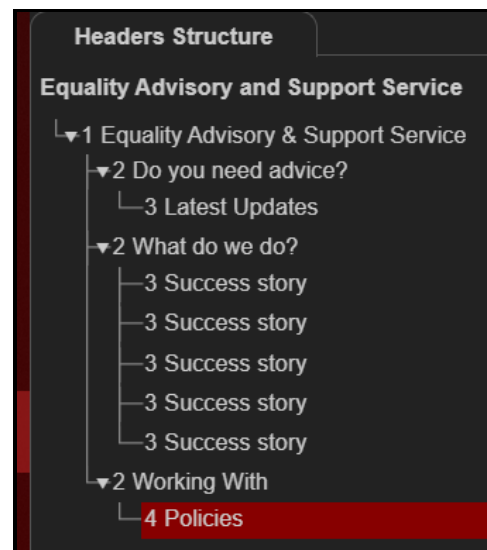 Headers Structure
Equality Advisory and Support Service
1 Equality Advisory & Support Service
2 Do you need advice?
3 Latest Updates
2 What do we do?
3 Success story
3 Success story
3 Success story
3 Success story
3 Success story
2 Working With
4 Policies